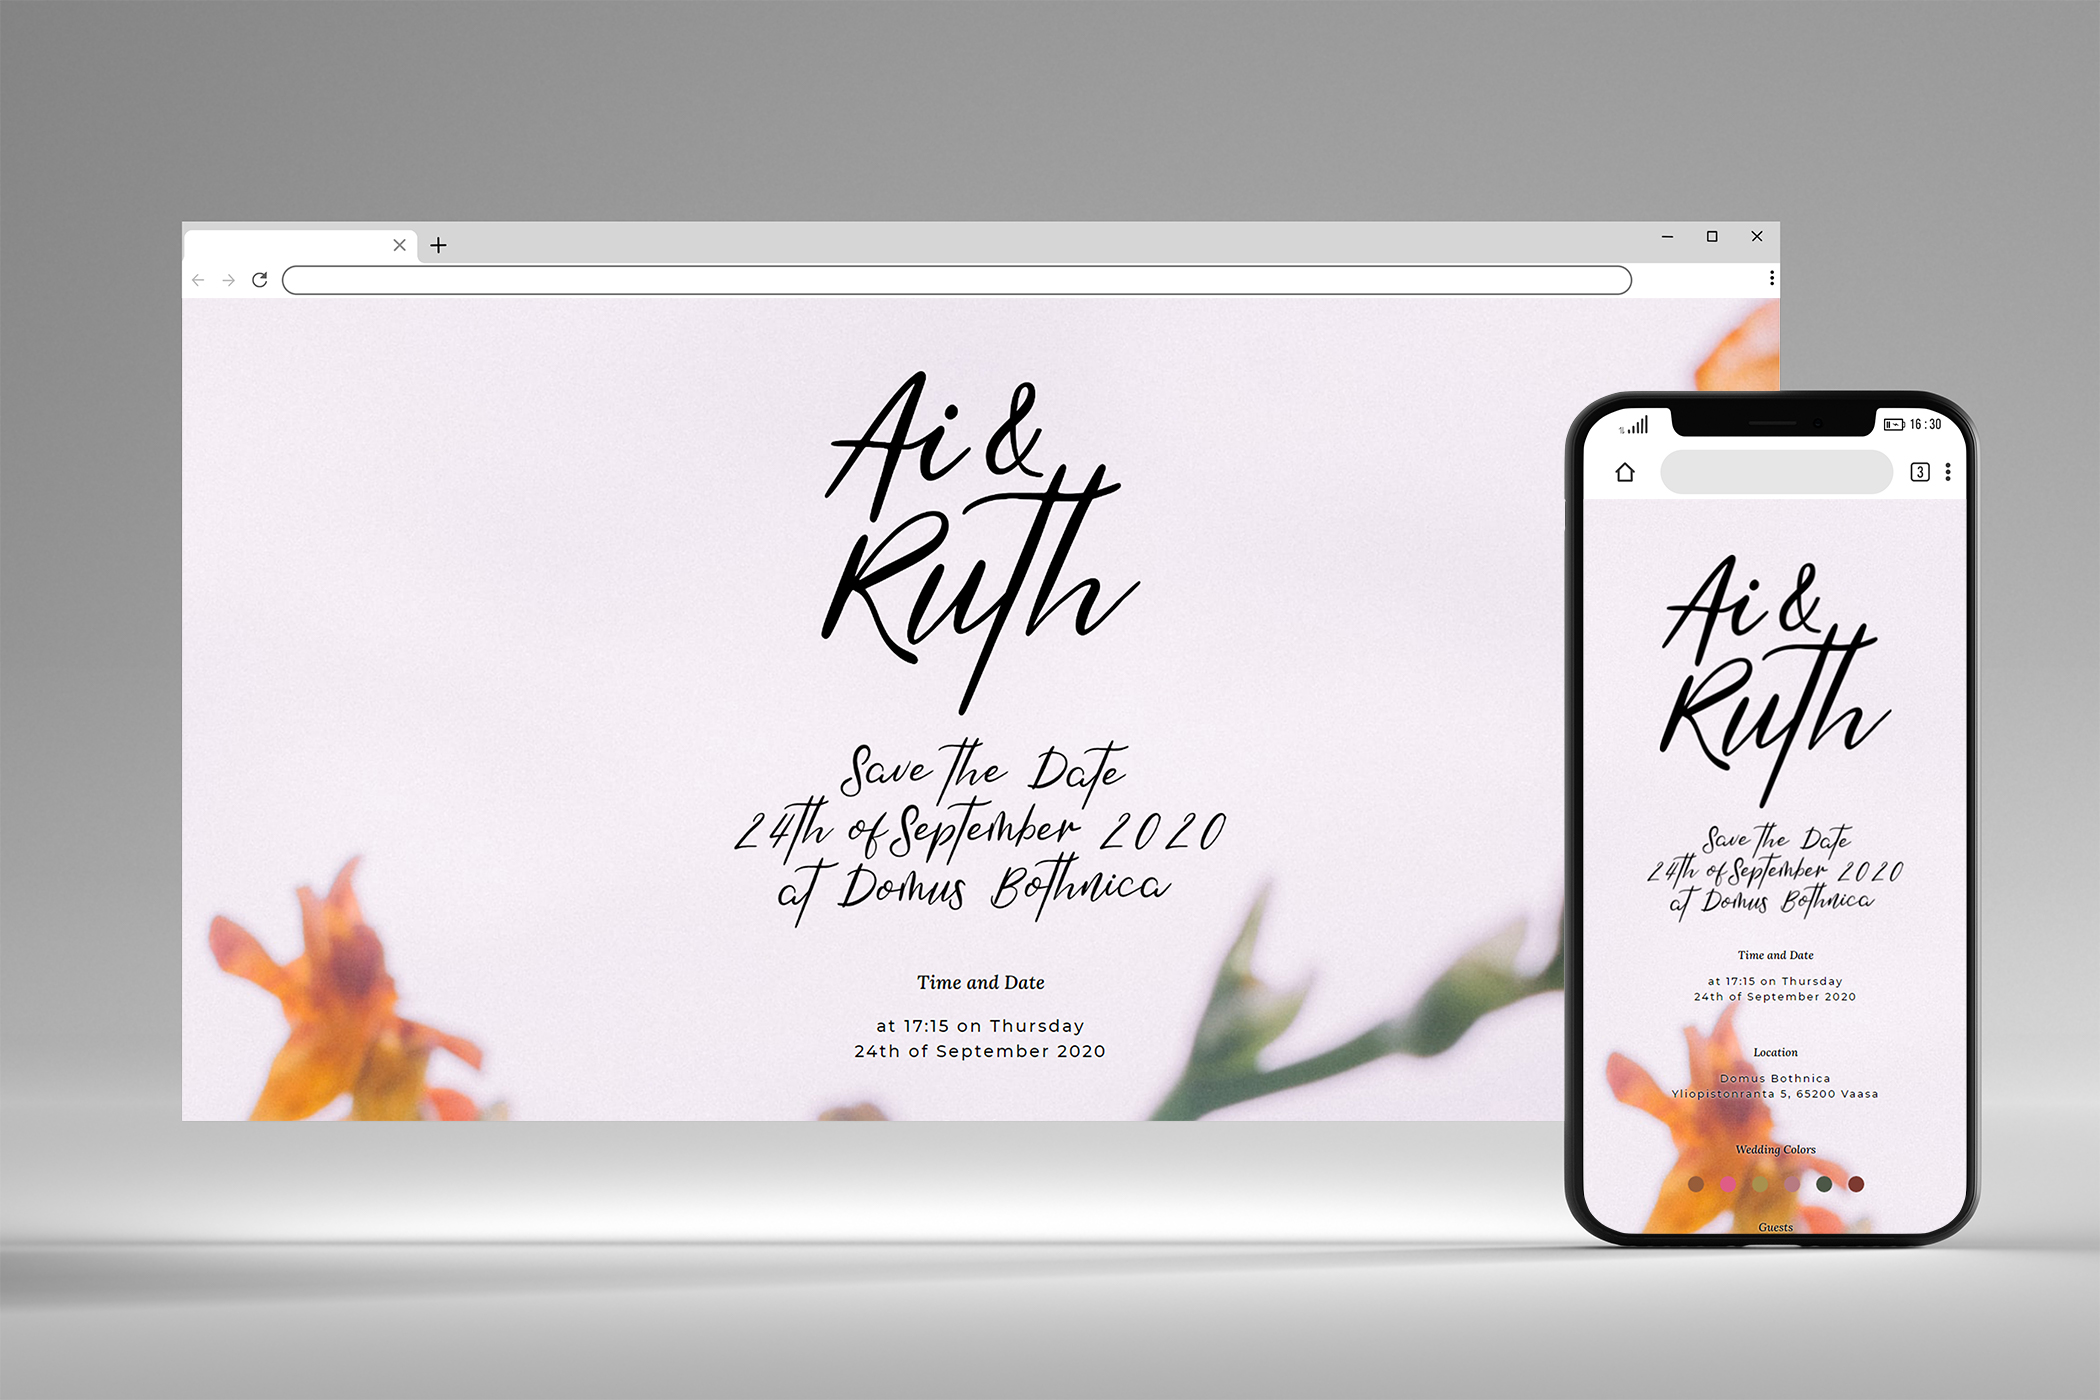 Ai &
Ruth
Save the Date
24th of September 2020
at Domus Bothnica
Time and Date
at 17:15 on Thursday
24th of September 2020
16:30
3
Ai &
Ruth
Save the Date
24th of September 2020
at Domus Bothnica
Time and Date
at 17:15 on Thursday
24th of September 2020
Location
Domus Bothnica
Yliopistonranta 5, 65200 Vaasa
Wedding Colors
Guests